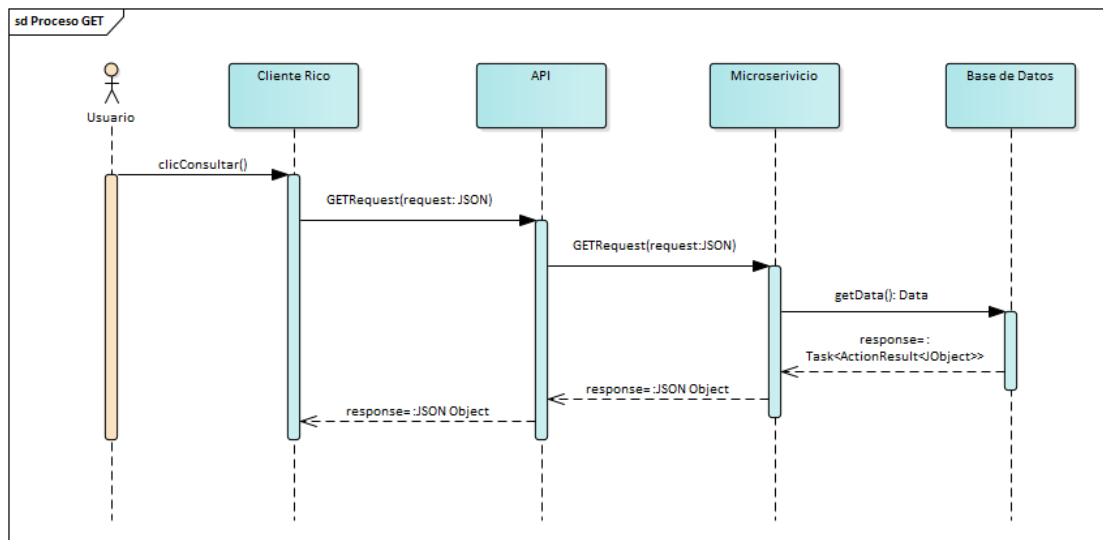 sd Proceso GET
Cliente Rico
API
Microserivicio
Base de Datos
Usuario
clicConsultar()
GETRequest(request: JSON)
GETRequest(request:JSON)
getData(): Data
response= :
Task<ActionResult<JObject>>
response= :JSON Object
response= :JSON Object